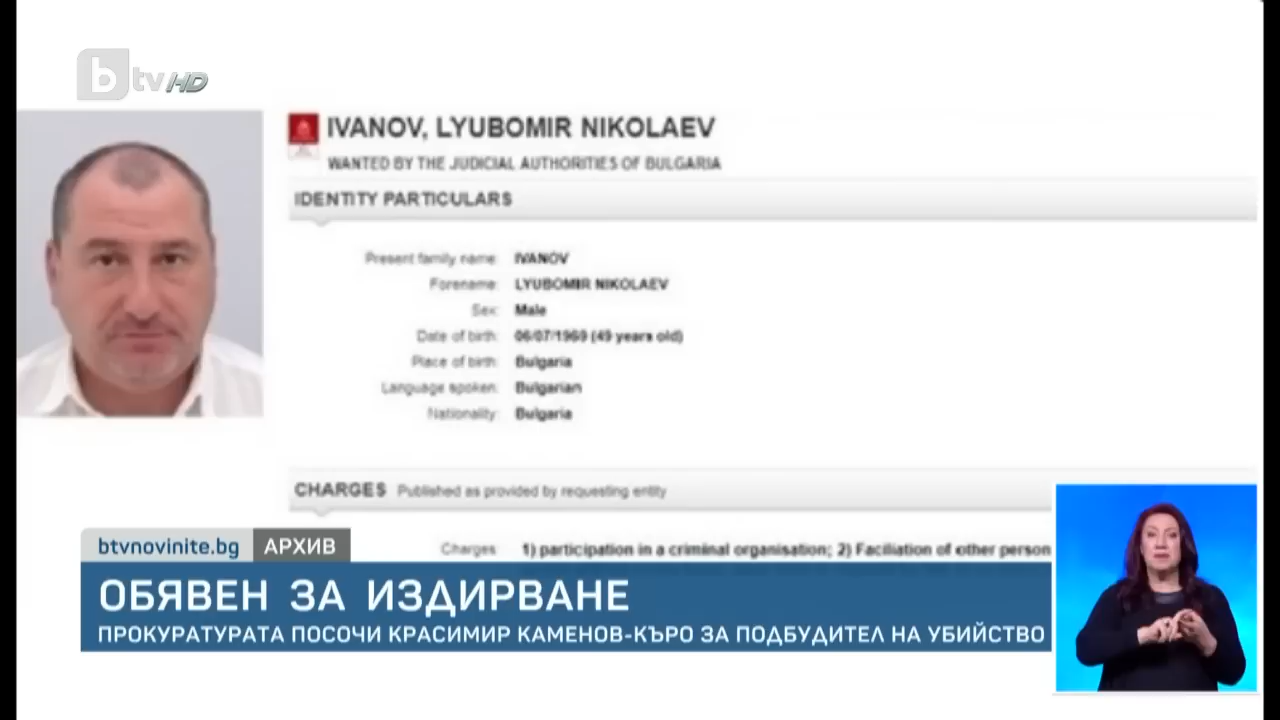 btv HD
IVANOV, LYUBOMIR NIKOLAEV
WANTED BY THE JUDICIAL AUTHORITIES OF BULGARIA
IDENTITY PARTICULARS
Present family name: IVANOV
Forename: LYUBOMIR NIKOLAEV
Sex: Male
Date of birth: 06/07/1969 (49 years old)
Place of birth: Bulgaria
Language spoken: Bulgarian
Nationality: Bulgaria
CHARGES Published as provided by requesting entity
Charges: 1) participation in a criminal organisation; 2) Faciliation of other person
btvnovinite.bg АРХИВ
ОБЯВЕН ЗА ИЗДИРВАНЕ
ПРОКУРАТУРАТА ПОСОЧИ КРАСИМИР КАМЕНОВ-КЪРО ЗА ПОДБУДИТЕЛ НА УБИЙСТВО